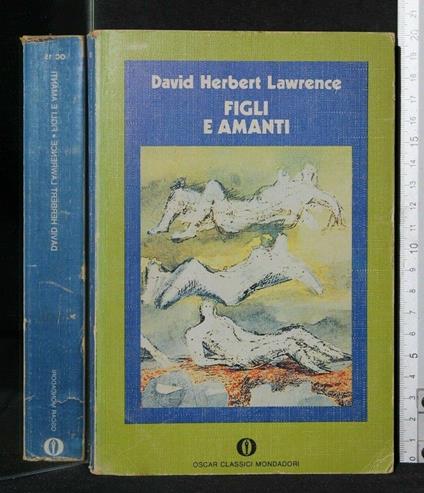 David Herbert Lawrence
FIGLI
E AMANTI
OSCAR CLASSICI MONDADORI
DAVID HERBERT LAWRENCE • FIGLI E AMANTI